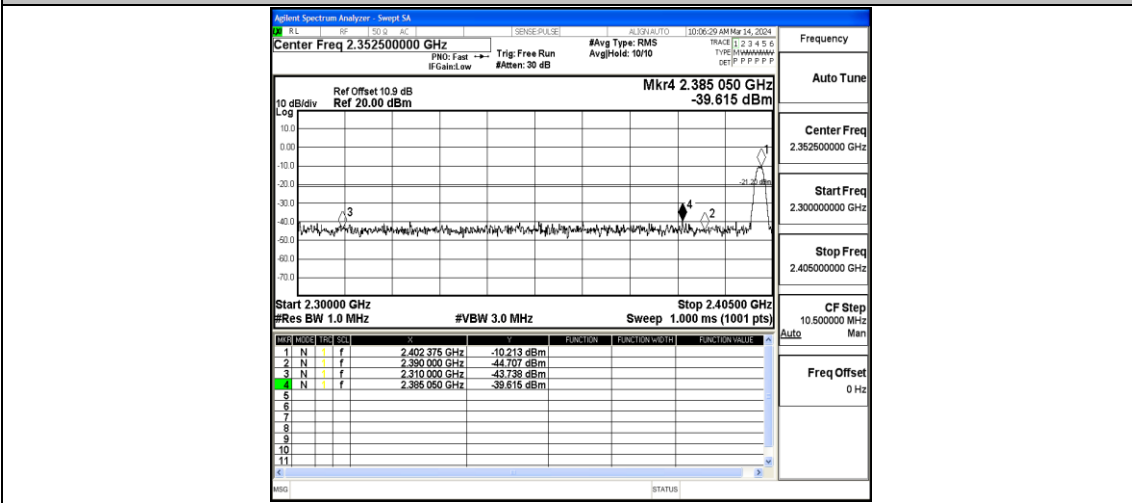 Agilent Spectrum Analyzer - Swept SA
RL RF 50 Ω AC SENSE:PULSE ALIGN AUTO 10:06:29 AM Mar 14, 2024
Center Freq 2.352500000 GHz
PNO: Fast
IFGain:Low
Trig: Free Run
#Atten: 30 dB
#Avg Type: RMS
Avg|Hold: 10/10
TRACE 1 2 3 4 5 6
TYPE M
DET P P P P P P
Mkr4 2.385 050 GHz
-39.615 dBm
Ref Offset 10.9 dB
10 dB/div Ref 20.00 dBm
Log
10.0
0.00
-10.0
-20.0
-30.0
-40.0
-50.0
-60.0
-70.0
1
2
3
4
Start 2.30000 GHz Stop 2.40500 GHz
#Res BW 1.0 MHz #VBW 3.0 MHz Sweep 1.000 ms (1001 pts)
MKR MODE TRC SCL X Y FUNCTION FUNCTION WIDTH FUNCTION VALUE
1 N 1 f 2.402 375 GHz -10.213 dBm
2 N 1 f 2.390 000 GHz -44.707 dBm
3 N 1 f 2.310 000 GHz -43.738 dBm
4 N 1 f 2.385 050 GHz -39.615 dBm
5
6
7
8
9
10
11
MSG STATUS
Frequency
Auto Tune
Center Freq
2.352500000 GHz
Start Freq
2.300000000 GHz
Stop Freq
2.405000000 GHz
CF Step
10.500000 MHz
Auto Man
Freq Offset
0 Hz